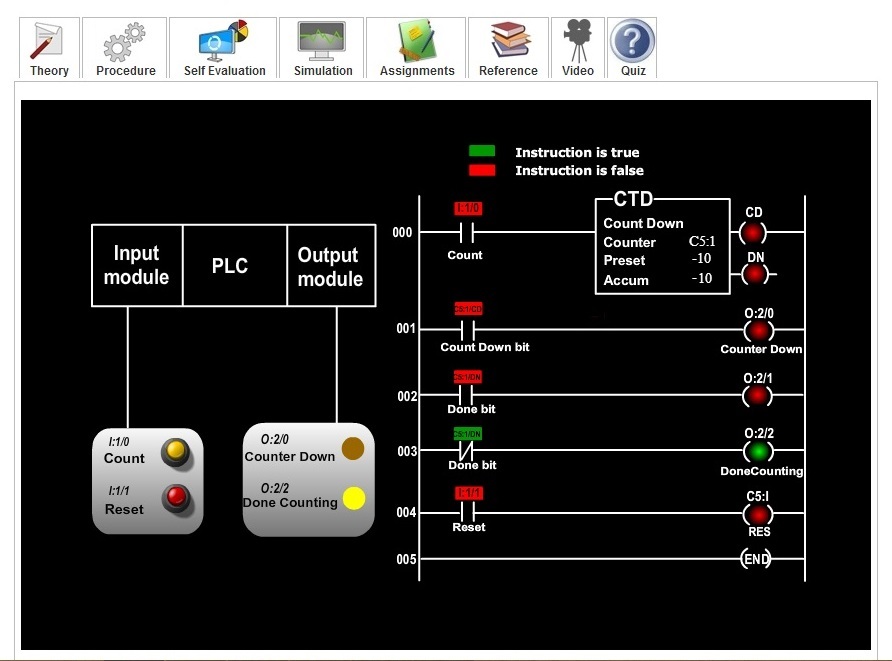 Theory
Procedure
Self Evaluation
Simulation
Assignments
Reference
Video
Quiz
Instruction is true
Instruction is false
Input
module
PLC
Output
module
I:1/0
Count
I:1/1
Reset
O:2/0
Counter Down
O:2/2
Done Counting
000
I:1/0
Count
CTD
Count Down
Counter C5:1
Preset -10
Accum -10
CD
DN
001
C5:1/CD
Count Down bit
O:2/0
Counter Down
002
C5:1/DN
Done bit
O:2/1
003
C5:1/DN
Done bit
O:2/2
DoneCounting
004
I:1/1
Reset
C5:I
RES
005
END